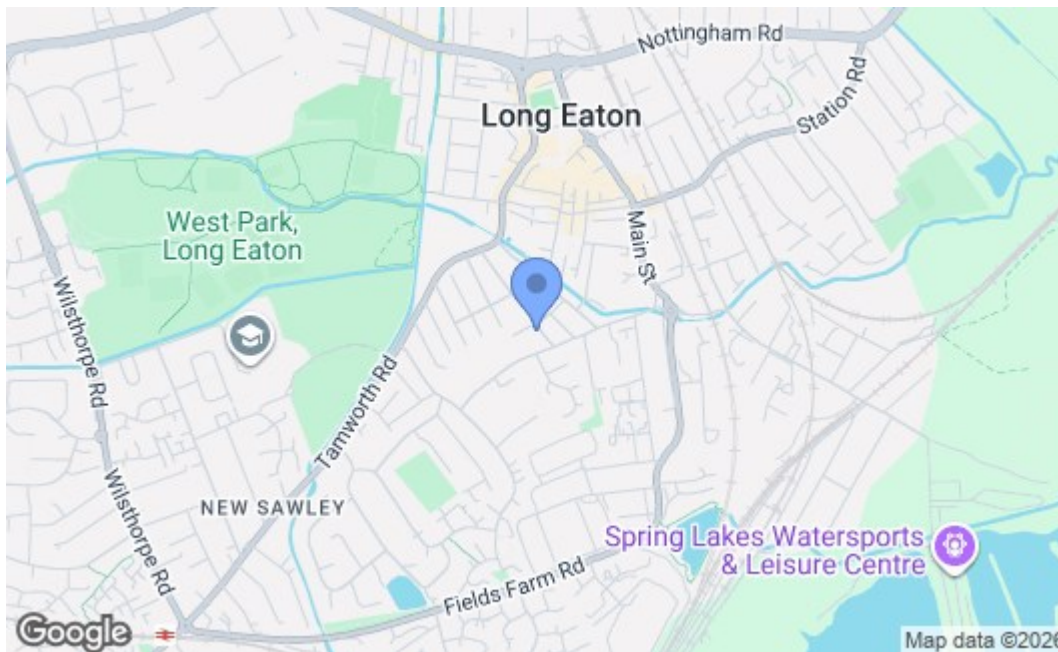 Nottingham Rd
Long Eaton
Station Rd
West Park,
Long Eaton
Main St
Wilsthorpe Rd
Tamworth Rd
Wilsthorpe Rd
NEW SAWLEY
Spring Lakes Watersports
& Leisure Centre
Fields Farm Rd
Google
Map data ©2026